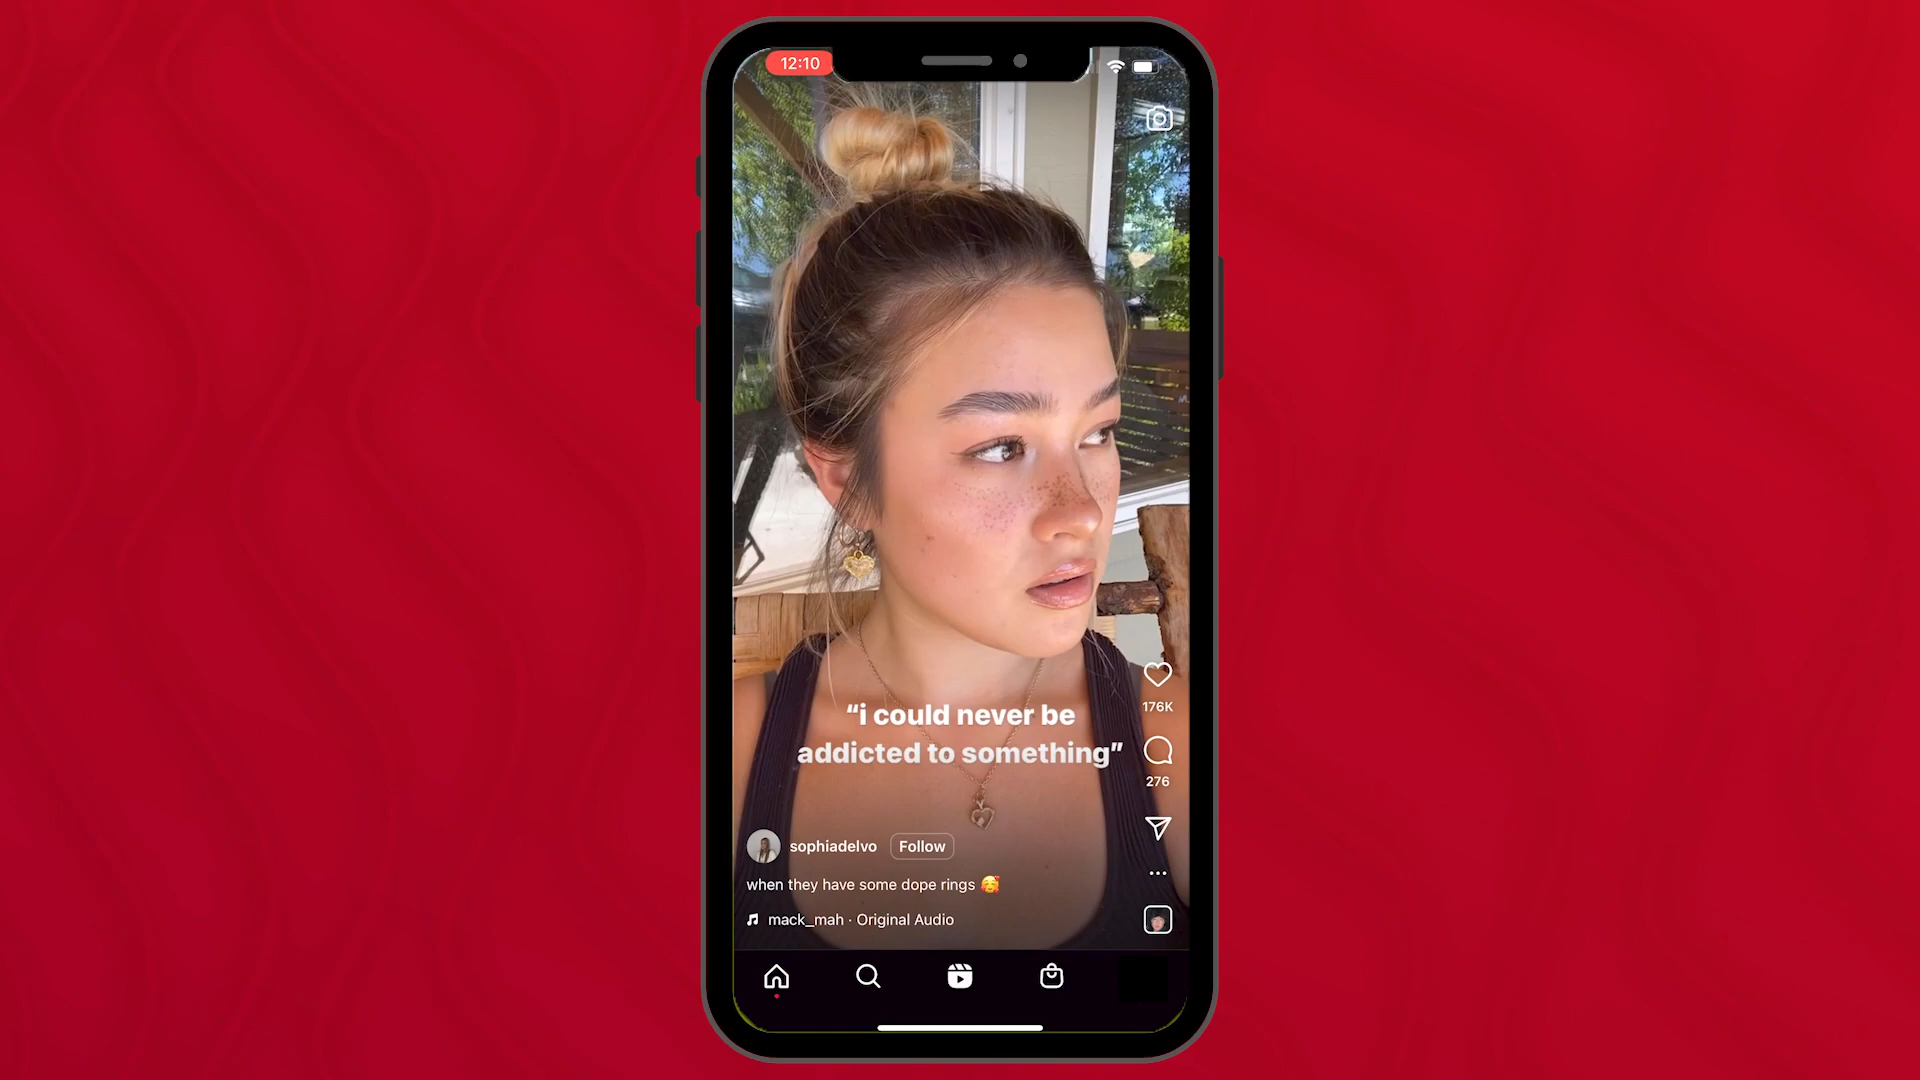 12:10
“i could never be
addicted to something”
176K
276
sophiadelvo Follow
when they have some dope rings 🥰
mack_mah · Original Audio